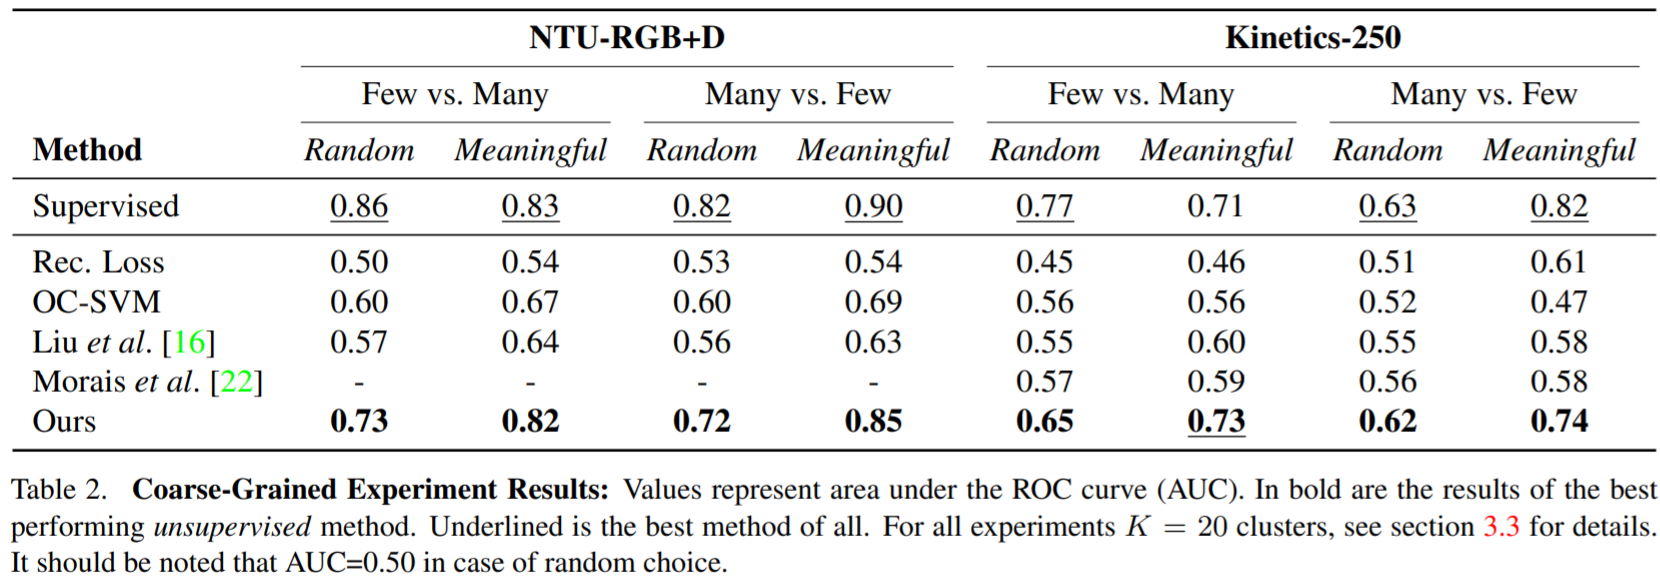 NTU-RGB+D Kinetics-250
Few vs. Many Many vs. Few Few vs. Many Many vs. Few
Method Random Meaningful Random Meaningful Random Meaningful Random Meaningful
Supervised 0.86 0.83 0.82 0.90 0.77 0.71 0.63 0.82
Rec. Loss 0.50 0.54 0.53 0.54 0.45 0.46 0.51 0.61
OC-SVM 0.60 0.67 0.60 0.69 0.56 0.56 0.52 0.47
Liu et al. [16] 0.57 0.64 0.56 0.63 0.55 0.60 0.55 0.58
Morais et al. [22] - - - - 0.57 0.59 0.56 0.58
Ours 0.73 0.82 0.72 0.85 0.65 0.73 0.62 0.74
Table 2. Coarse-Grained Experiment Results: Values represent area under the ROC curve (AUC). In bold are the results of the best
performing unsupervised method. Underlined is the best method of all. For all experiments K = 20 clusters, see section 3.3 for details.
It should be noted that AUC=0.50 in case of random choice.